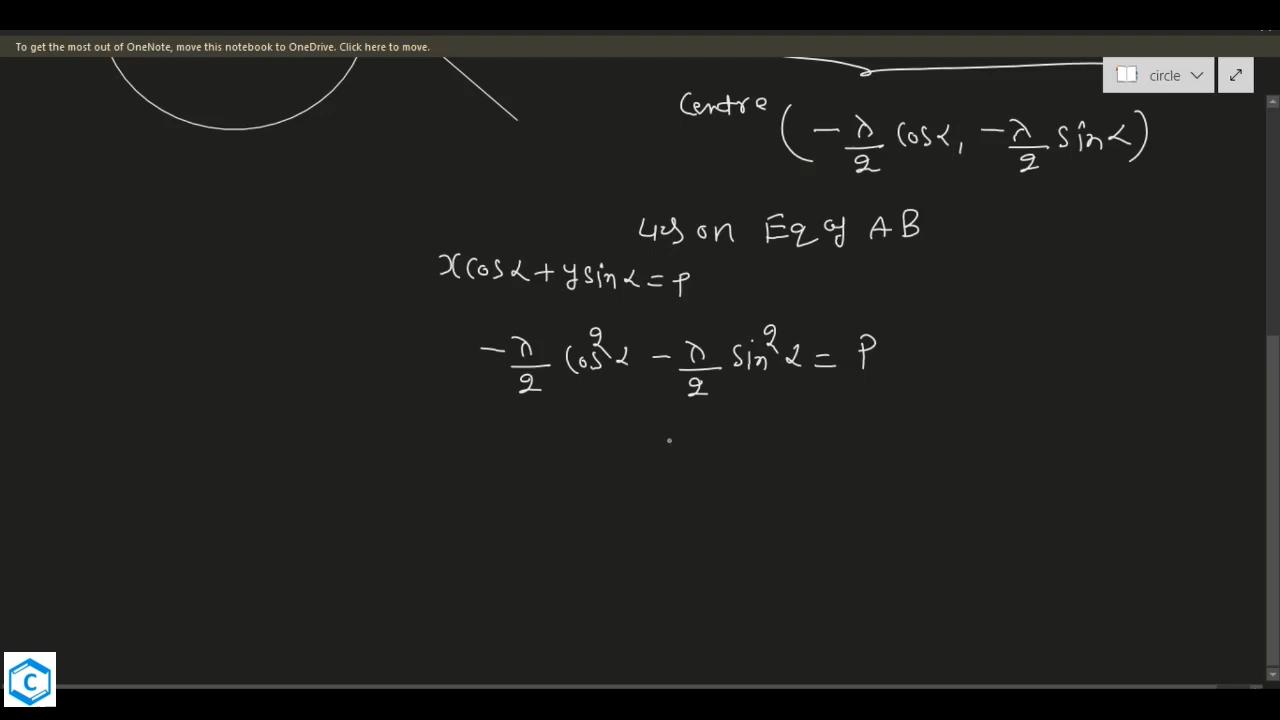 To get the most out of OneNote, move this notebook to OneDrive. Click here to move.
circle
Centre (-λ/2 cosα, -λ/2 sinα)
lies on Eq of AB
xcosα + ysinα = p
-λ/2 cos²α - λ/2 sin²α = P
C